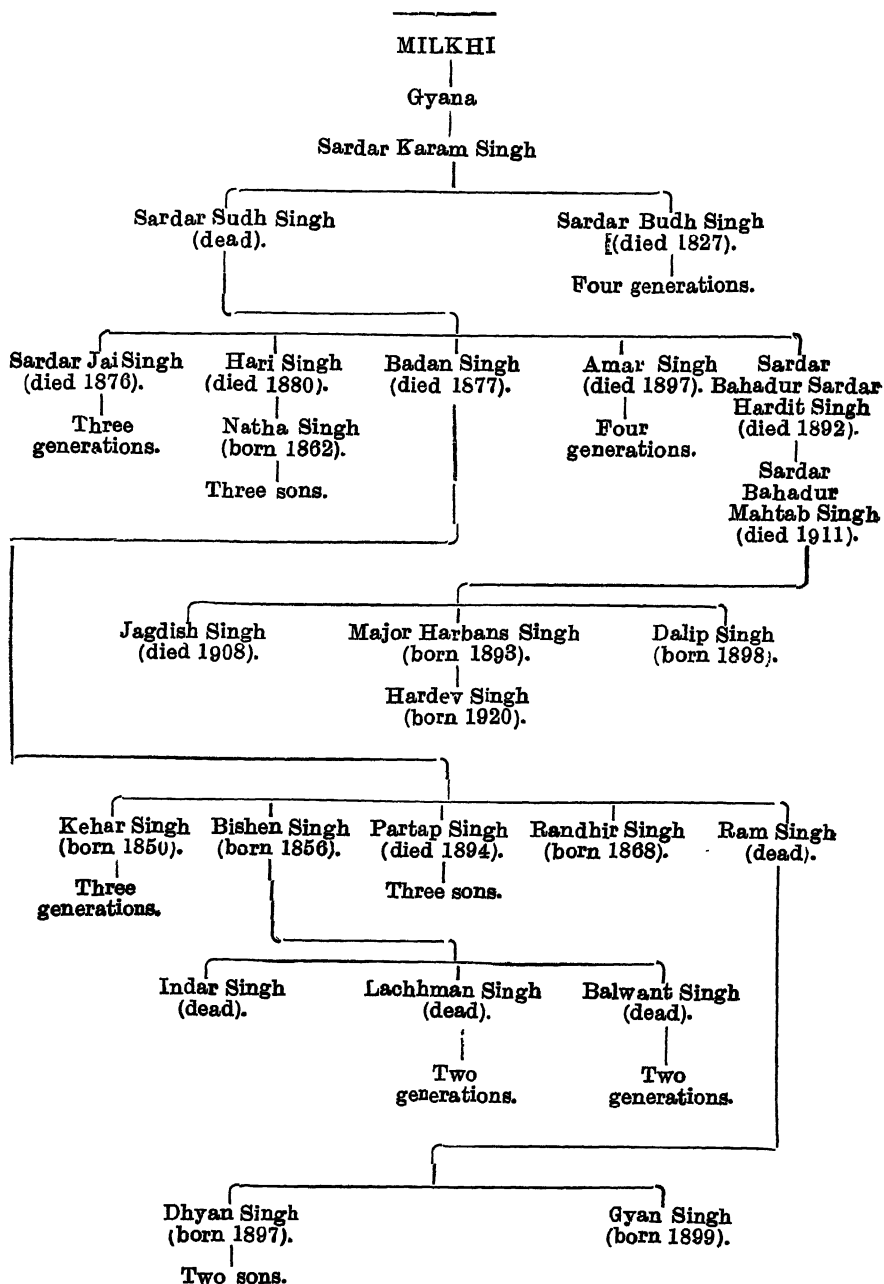 MILKHI
Gyana
Sardar Karam Singh
Sardar Sudh Singh
(dead).
Sardar Budh Singh
[(died 1827).
Four generations.
Sardar Jai Singh
(died 1876).
Three
generations.
Hari Singh
(died 1880).
Natha Singh
(born 1862).
Three sons.
Badan Singh
(died 1877).
Amar Singh
(died 1897).
Four
generations.
Sardar
Bahadur Sardar
Hardit Singh
(died 1892).
Sardar
Bahadur
Mahtab Singh
(died 1911).
Jagdish Singh
(died 1908).
Major Harbans Singh
(born 1893).
Hardev Singh
(born 1920).
Dalip Singh
(born 1898).
Kehar Singh
(born 1850).
Three
generations.
Bishen Singh
(born 1856).
Partap Singh
(died 1894).
Three sons.
Randhir Singh
(born 1868).
Ram Singh
(dead).
Indar Singh
(dead).
Lachhman Singh
(dead).
Two
generations.
Balwant Singh
(dead).
Two
generations.
Dhyan Singh
(born 1897).
Two sons.
Gyan Singh
(born 1899).